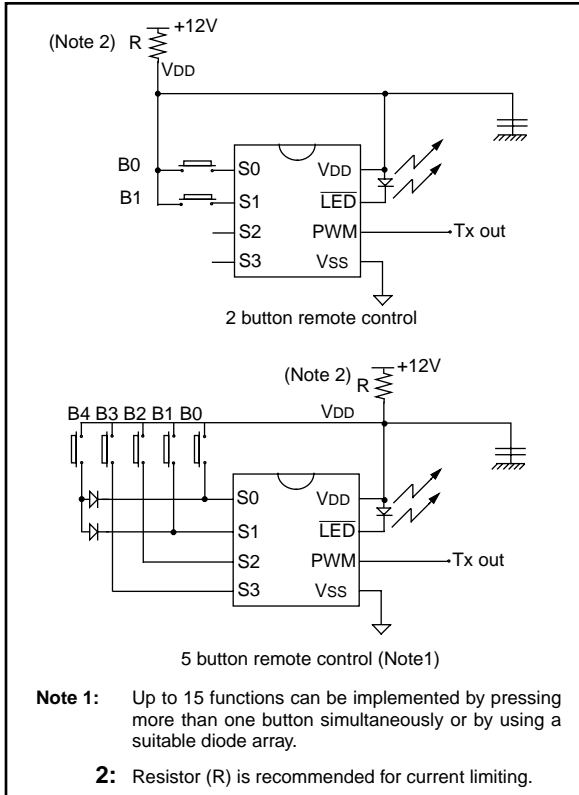 +12V
(Note 2) R
VDD
B0 S0 VDD
B1 S1 LED
S2 PWM Tx out
S3 VSS
2 button remote control
+12V
(Note 2) R
B4 B3 B2 B1 B0 VDD
S0 VDD
S1 LED
S2 PWM Tx out
S3 VSS
5 button remote control (Note1)
Note 1: Up to 15 functions can be implemented by pressing
more than one button simultaneously or by using a
suitable diode array.
2: Resistor (R) is recommended for current limiting.